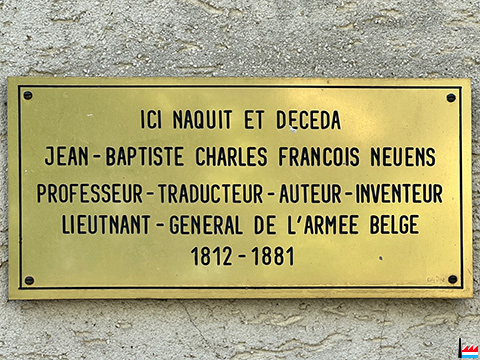 ICI NAQUIT ET DECEDA
JEAN-BAPTISTE CHARLES FRANCOIS NEUENS
PROFESSEUR-TRADUCTEUR-AUTEUR-INVENTEUR
LIEUTNANT-GENERAL DE L'ARMEE BELGE
1812-1881